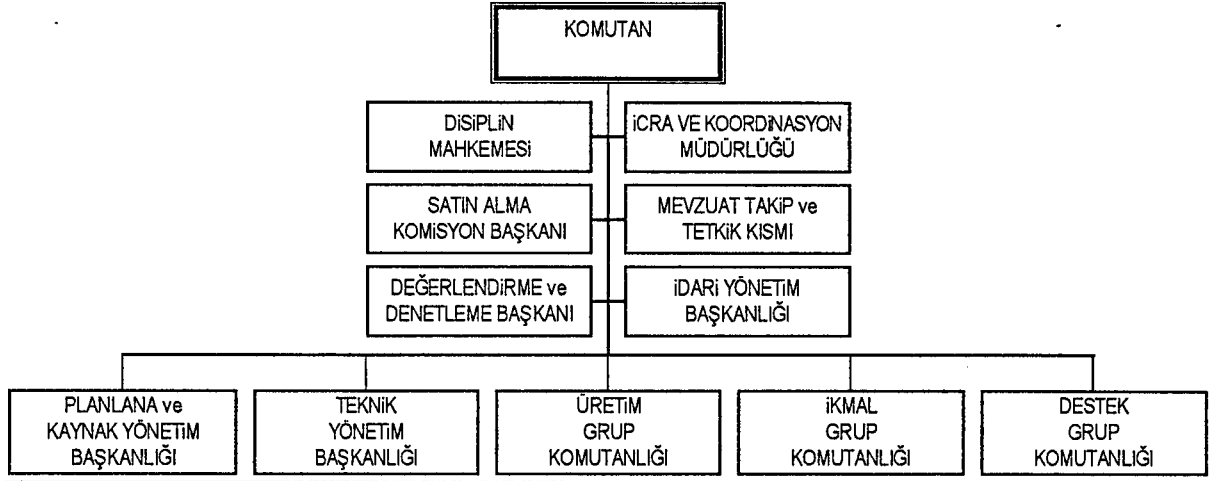 KOMUTAN
DİSİPLİN
MAHKEMESİ
İCRA VE KOORDİNASYON
MÜDÜRLÜĞÜ
SATIN ALMA
KOMİSYON BAŞKANI
MEVZUAT TAKİP ve
TETKİK KISMI
DEĞERLENDİRME ve
DENETLEME BAŞKANI
İDARİ YÖNETİM
BAŞKANLIĞI
PLANLANA ve
KAYNAK YÖNETİM
BAŞKANLIĞI
TEKNİK
YÖNETİM
BAŞKANLIĞI
ÜRETİM
GRUP
KOMUTANLIĞI
İKMAL
GRUP
KOMUTANLIĞI
DESTEK
GRUP
KOMUTANLIĞI